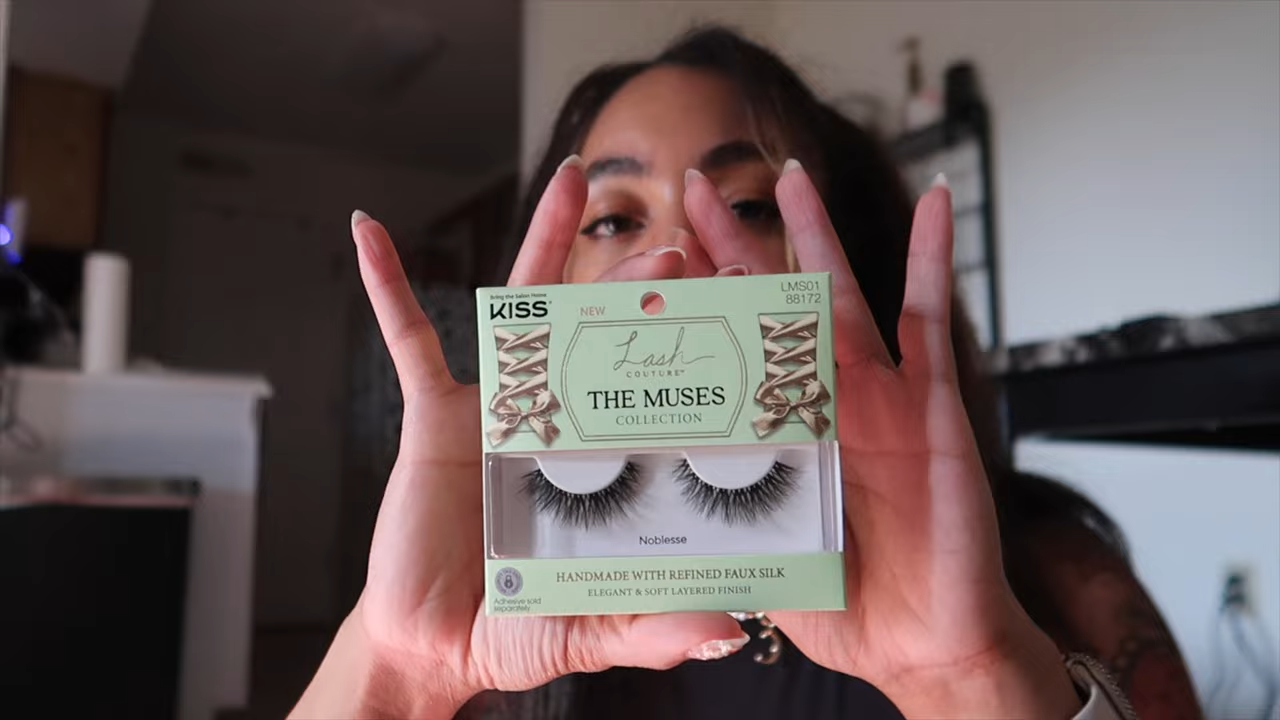 Bring the Salon Home
KISS
NEW
LMS01
88172
Lash
COUTURE™
THE MUSES
COLLECTION
Noblesse
HANDMADE WITH REFINED FAUX SILK
ELEGANT & SOFT LAYERED FINISH
Adhesive sold
separately